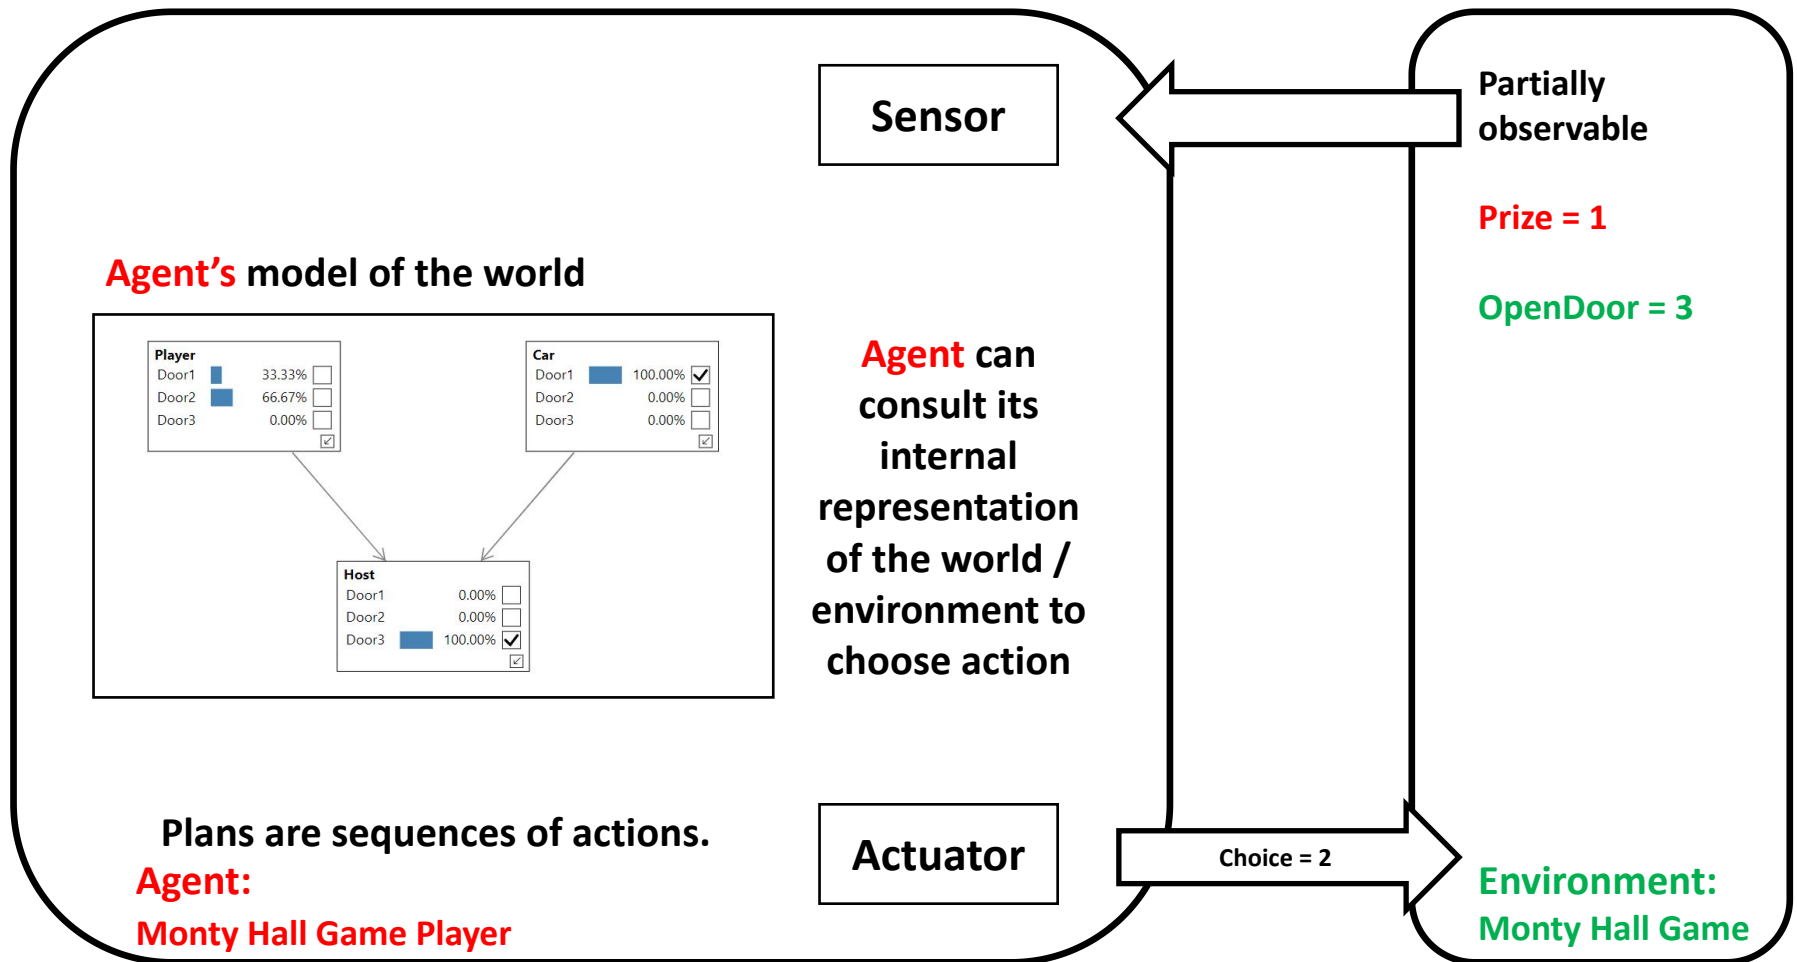 Sensor
Partially
observable
Prize = 1
OpenDoor = 3
Agent's model of the world
Player
Door1 33.33%
Door2 66.67%
Door3 0.00%
Car
Door1 100.00%
Door2 0.00%
Door3 0.00%
Host
Door1 0.00%
Door2 0.00%
Door3 100.00%
Agent can
consult its
internal
representation
of the world /
environment to
choose action
Plans are sequences of actions.
Agent:
Monty Hall Game Player
Actuator
Choice = 2
Environment:
Monty Hall Game